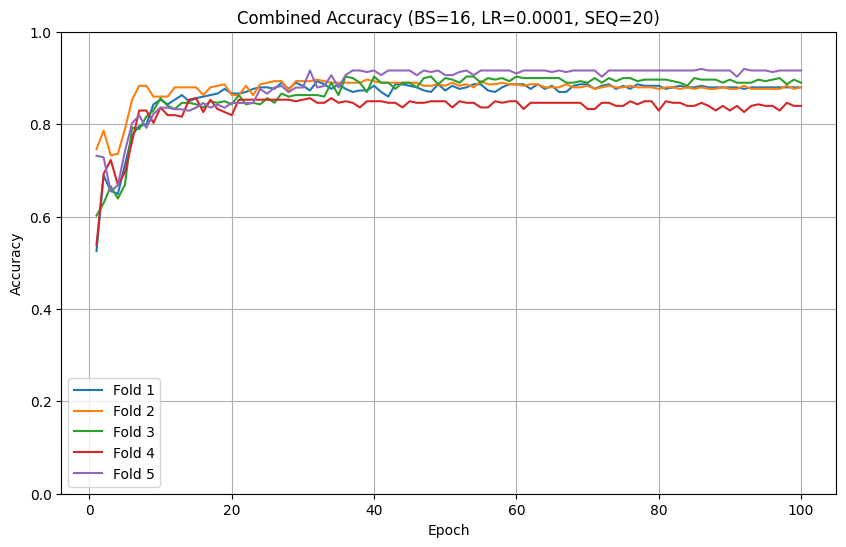 Combined Accuracy (BS=16, LR=0.0001, SEQ=20)
1.0
0.8
0.6
0.4
0.2
0.0
Accuracy
Fold 1
Fold 2
Fold 3
Fold 4
Fold 5
0 20 40 60 80 100
Epoch